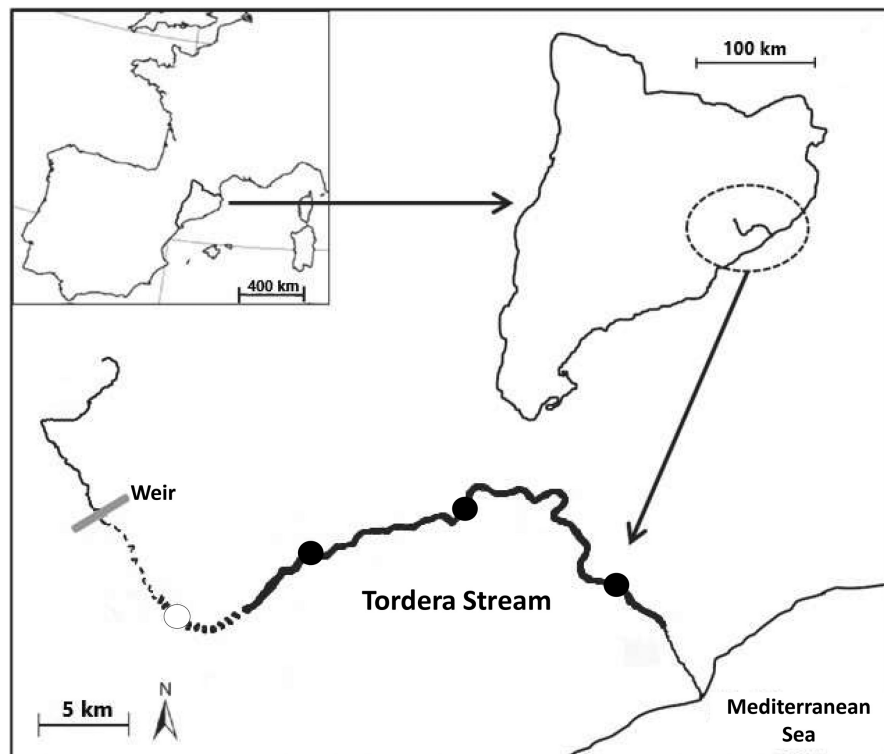 100 km
400 km
Weir
Tordera Stream
N
5 km
Mediterranean
Sea